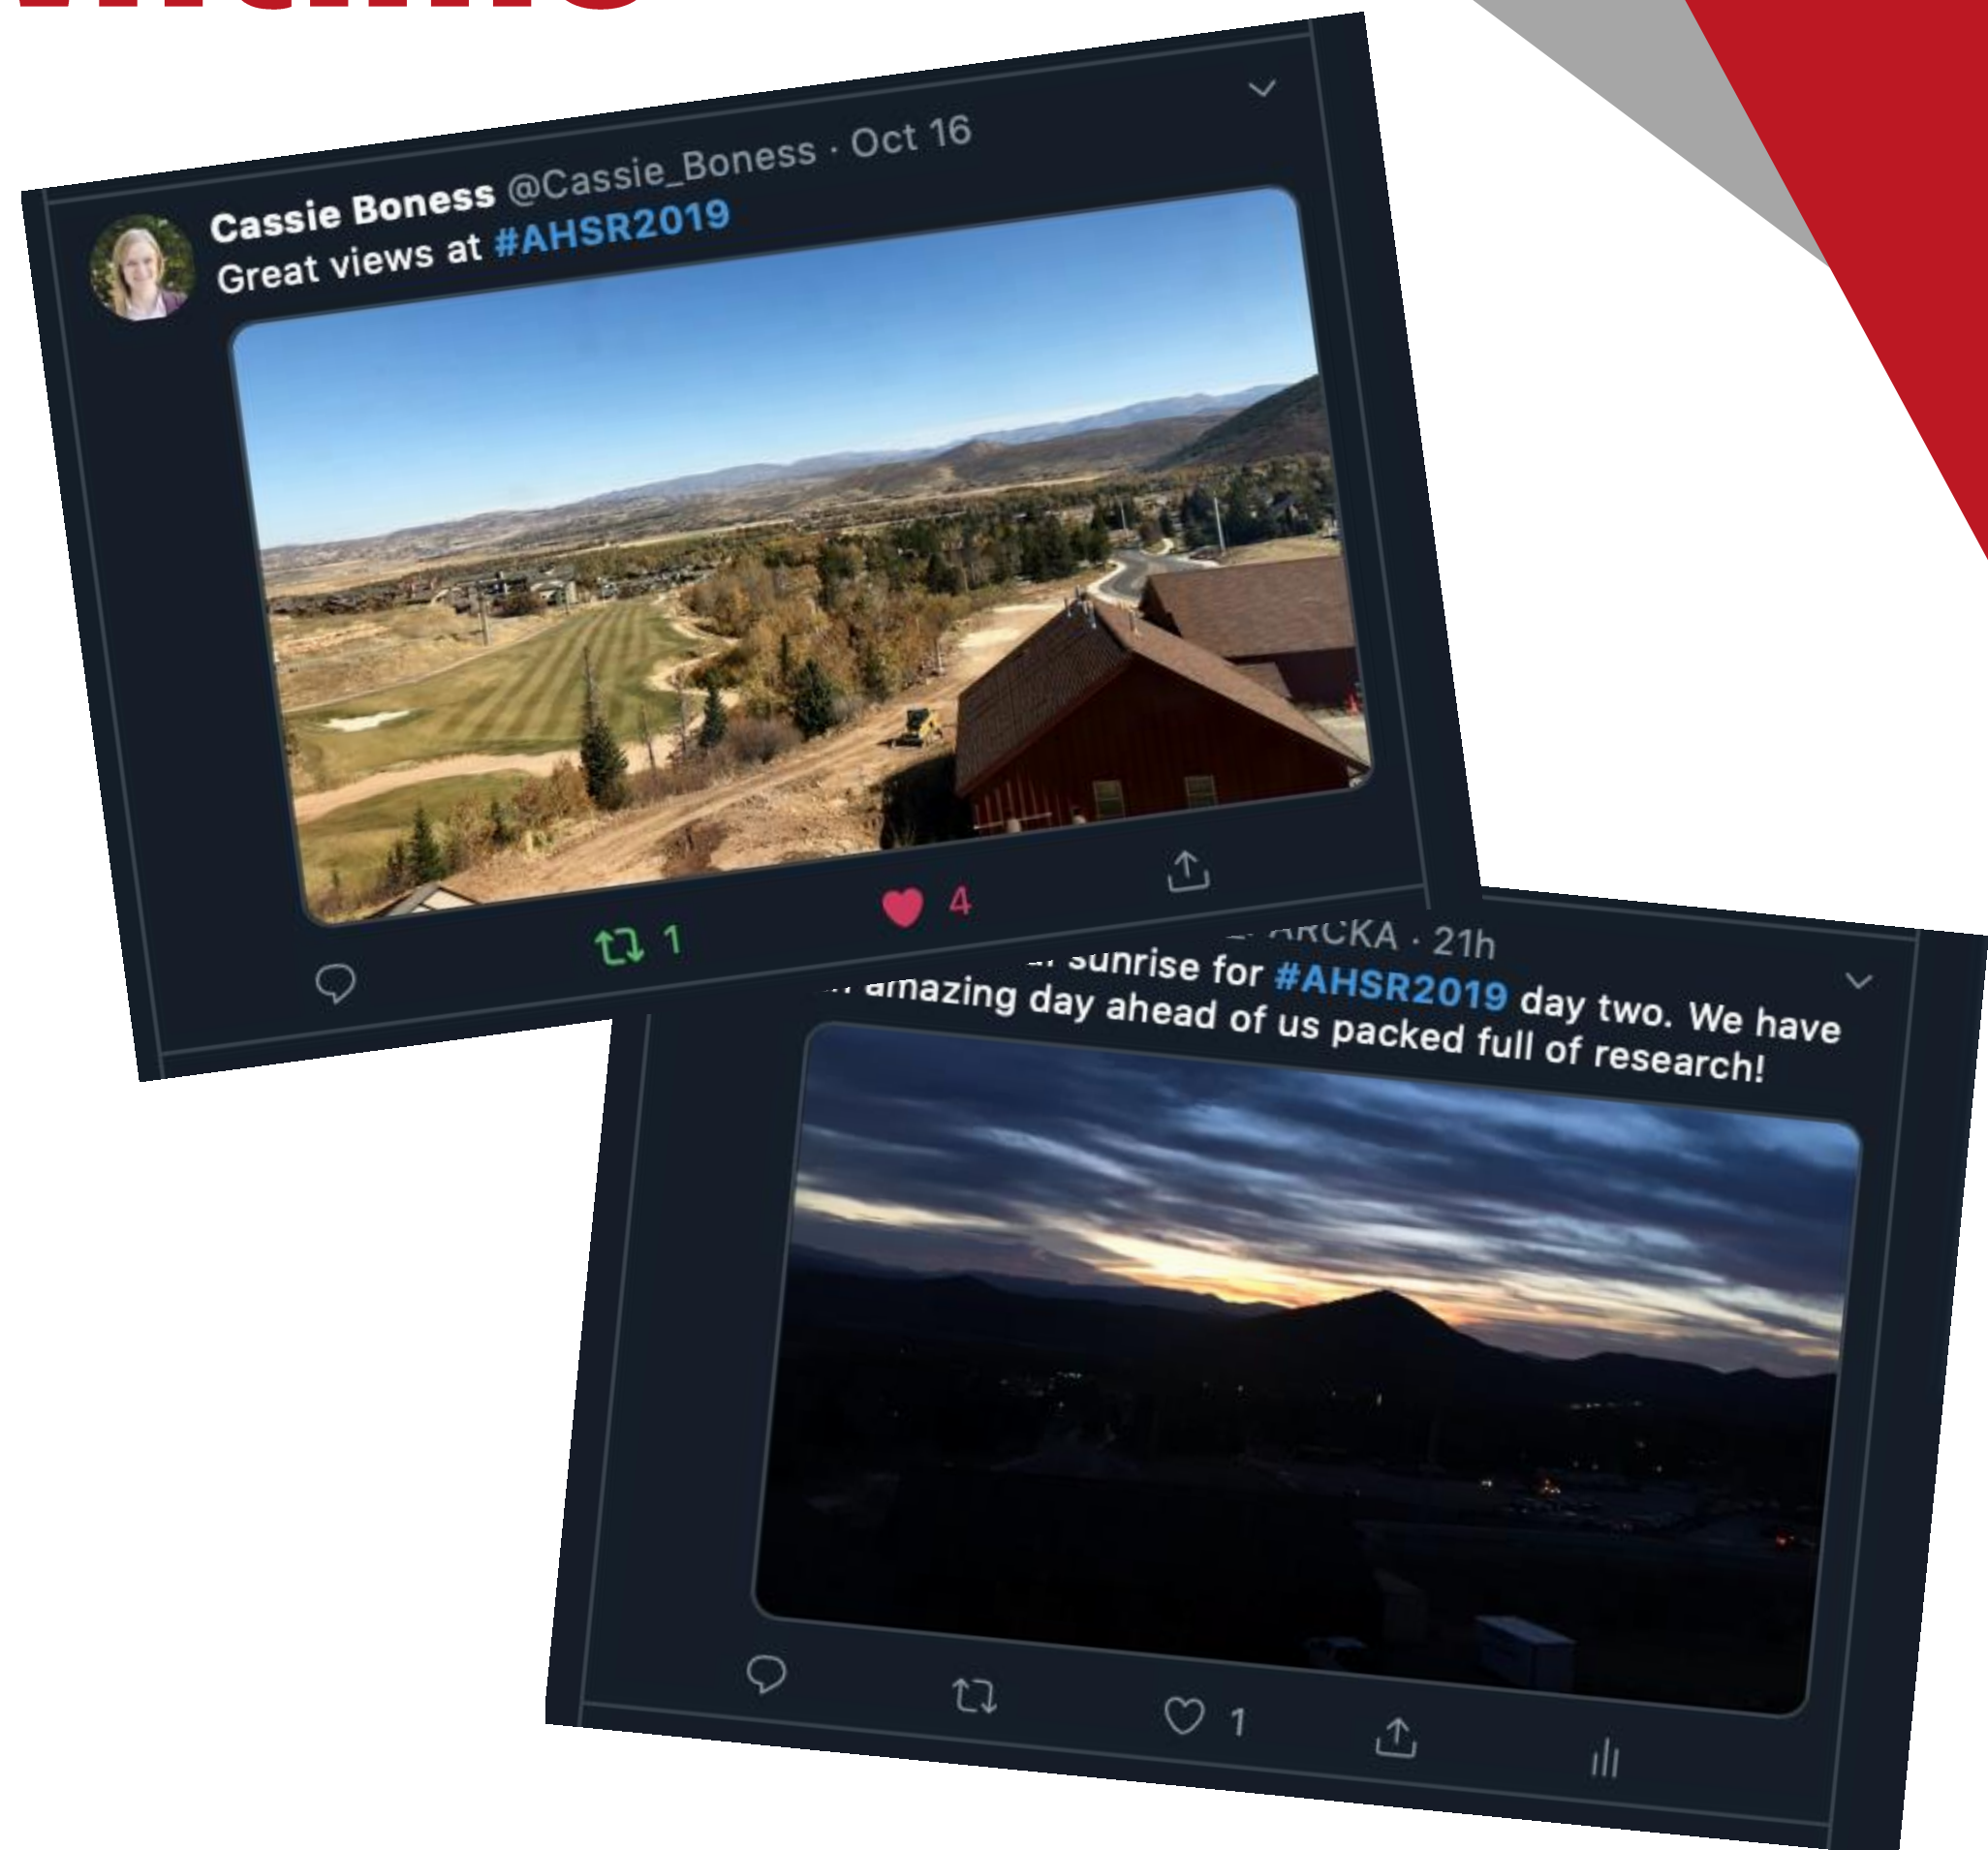 Cassie Boness @Cassie_Boness · Oct 16
Great views at #AHSR2019
1
4
· 21h
sunrise for #AHSR2019 day two. We have
amazing day ahead of us packed full of research!
1